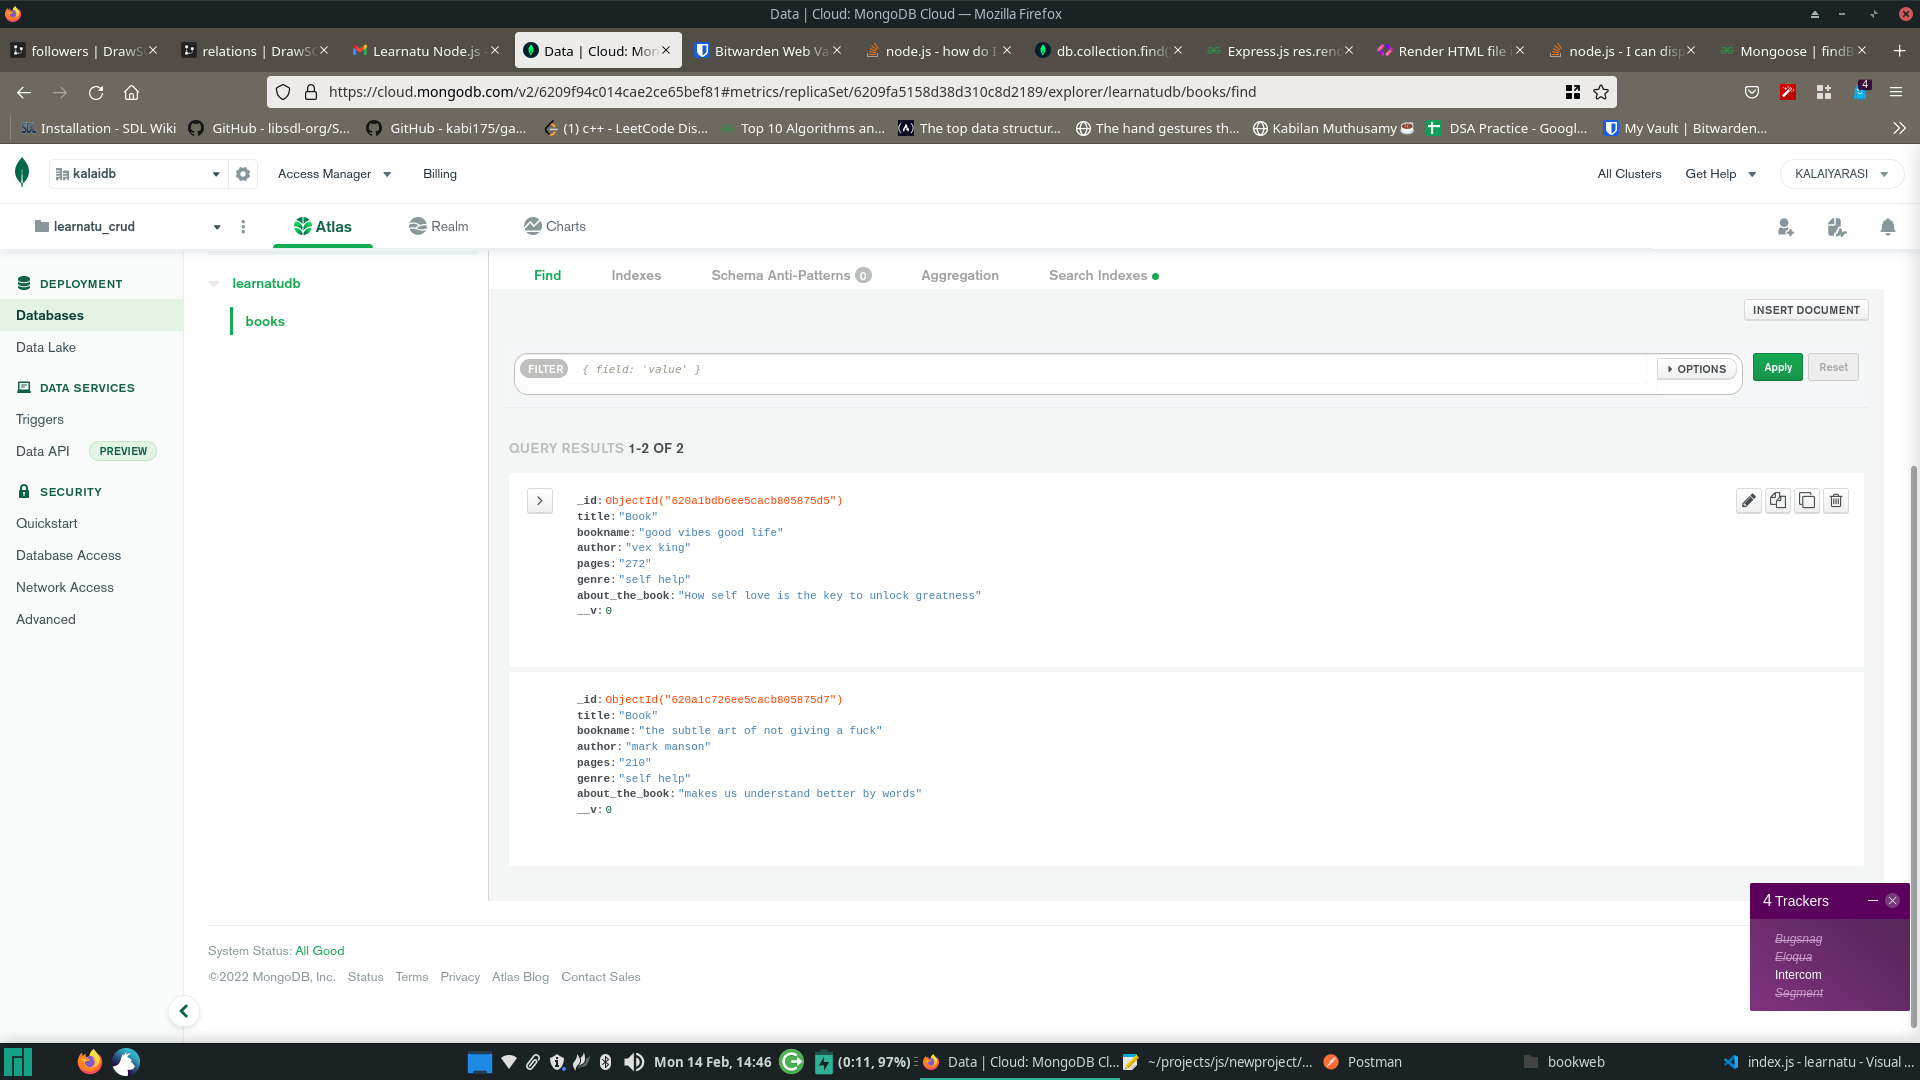 Data | Cloud: MongoDB Cloud — Mozilla Firefox
followers | DrawS
relations | DrawS
Learnatu Node.js -
Data | Cloud: Mon
Bitwarden Web Va
node.js - how do I
db.collection.find(
Express.js res.ren
Render HTML file
node.js - I can disp
Mongoose | findB
https://cloud.mongodb.com/v2/6209f94c014cae2ce65bef81#metrics/replicaSet/6209fa5158d38d310c8d2189/explorer/learnatudb/books/find
4
SDL Installation - SDL Wiki
GitHub - libsdl-org/S...
GitHub - kabi175/ga...
(1) c++ - LeetCode Dis...
Top 10 Algorithms an...
The top data structur...
The hand gestures th...
Kabilan Muthusamy
DSA Practice - Googl...
My Vault | Bitwarden...
kalaidb
Access Manager
Billing
All Clusters
Get Help
KALAIYARASI
learnatu_crud
Atlas
Realm
Charts
DEPLOYMENT
Databases
Data Lake
DATA SERVICES
Triggers
Data API PREVIEW
SECURITY
Quickstart
Database Access
Network Access
Advanced
learnatudb
books
Find
Indexes
Schema Anti-Patterns 0
Aggregation
Search Indexes
INSERT DOCUMENT
FILTER { field: 'value' }
OPTIONS
Apply
Reset
QUERY RESULTS 1-2 OF 2
_id: ObjectId("620a1bdb6ee5cacb805875d5")
title: "Book"
bookname: "good vibes good life"
author: "vex king"
pages: "272"
genre: "self help"
about_the_book: "How self love is the key to unlock greatness"
__v: 0
_id: ObjectId("620a1c726ee5cacb805875d7")
title: "Book"
bookname: "the subtle art of not giving a fuck"
author: "mark manson"
pages: "210"
genre: "self help"
about_the_book: "makes us understand better by words"
__v: 0
System Status: All Good
©2022 MongoDB, Inc. Status Terms Privacy Atlas Blog Contact Sales
4 Trackers
Bugsnag
Eloqua
Intercom
Segment
Mon 14 Feb, 14:46
(0:11, 97%)
Data | Cloud: MongoDB Cl...
~/projects/js/newproject/...
Postman
bookweb
index.js - learnatu - Visual ...